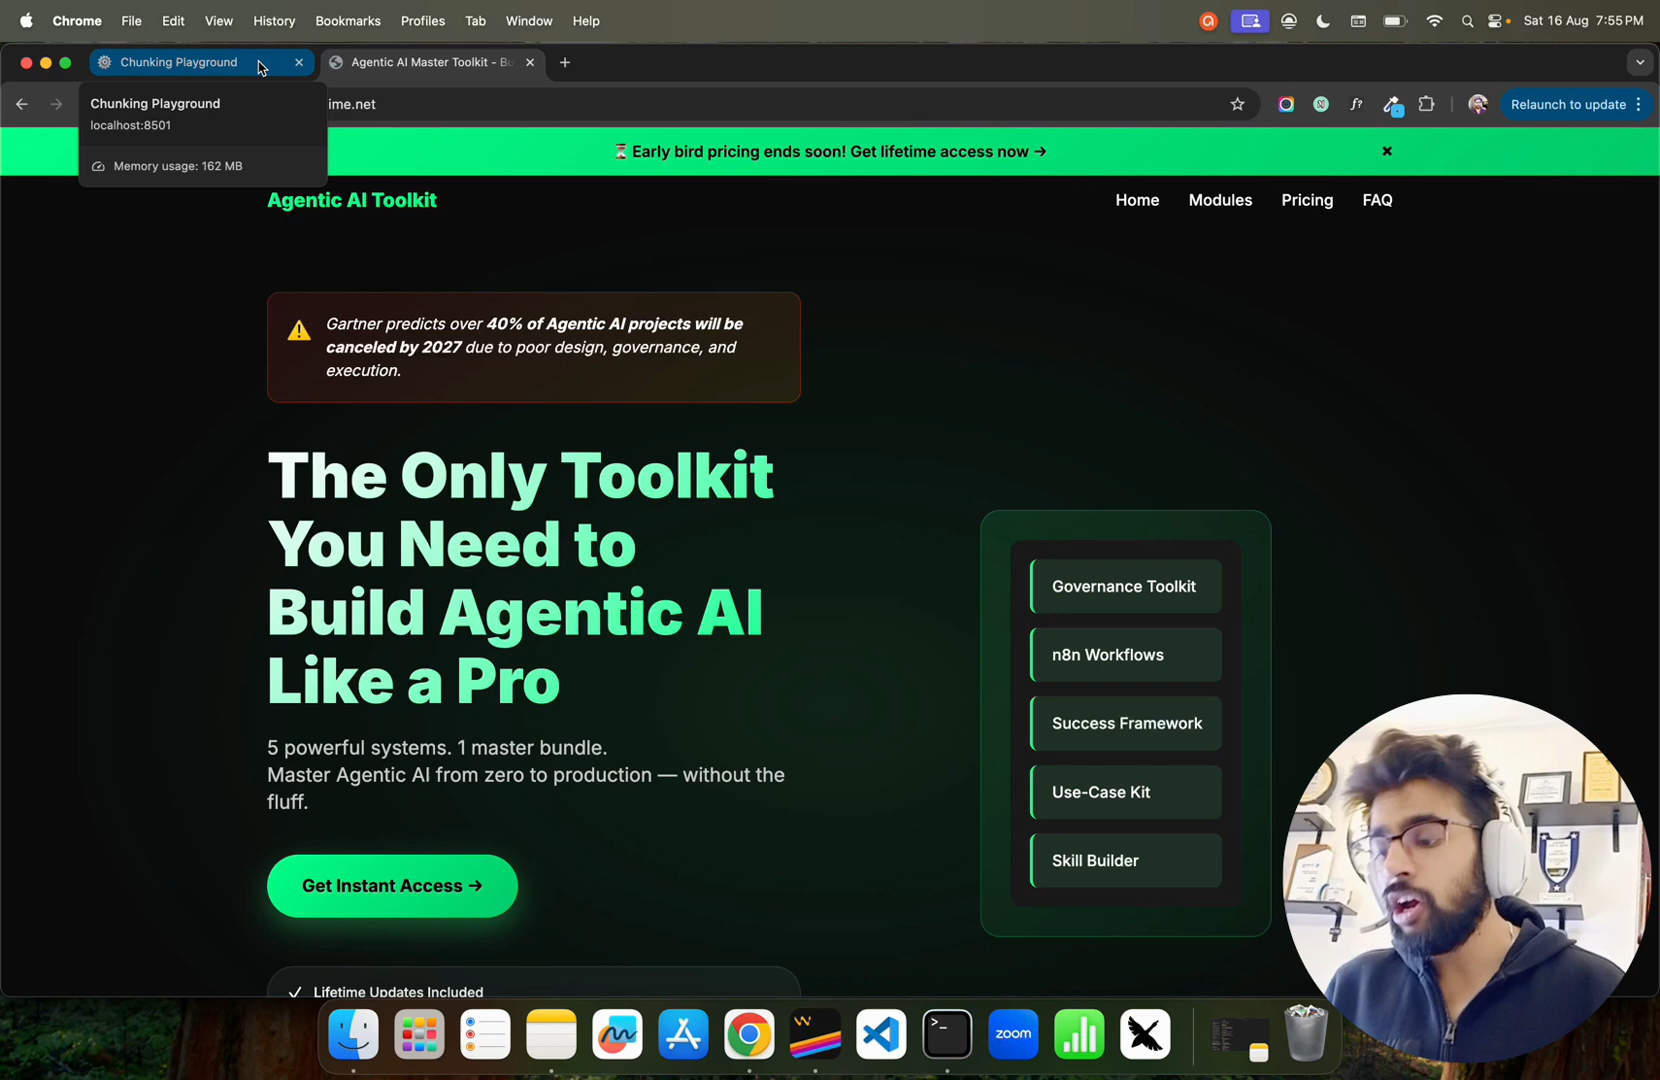 Chrome File Edit View History Bookmarks Profiles Tab Window Help Sat 16 Aug 7:55 PM
Chunking Playground Agentic AI Master Toolkit - Bu
ime.net Relaunch to update
Chunking Playground
localhost:8501
Memory usage: 162 MB
⏳ Early bird pricing ends soon! Get lifetime access now →
Agentic AI Toolkit
Home Modules Pricing FAQ
Gartner predicts over 40% of Agentic AI projects will be
canceled by 2027 due to poor design, governance, and
execution.
The Only Toolkit
You Need to
Build Agentic AI
Like a Pro
5 powerful systems. 1 master bundle.
Master Agentic AI from zero to production — without the
fluff.
Get Instant Access →
✓ Lifetime Updates Included
Governance Toolkit
n8n Workflows
Success Framework
Use-Case Kit
Skill Builder
zoom